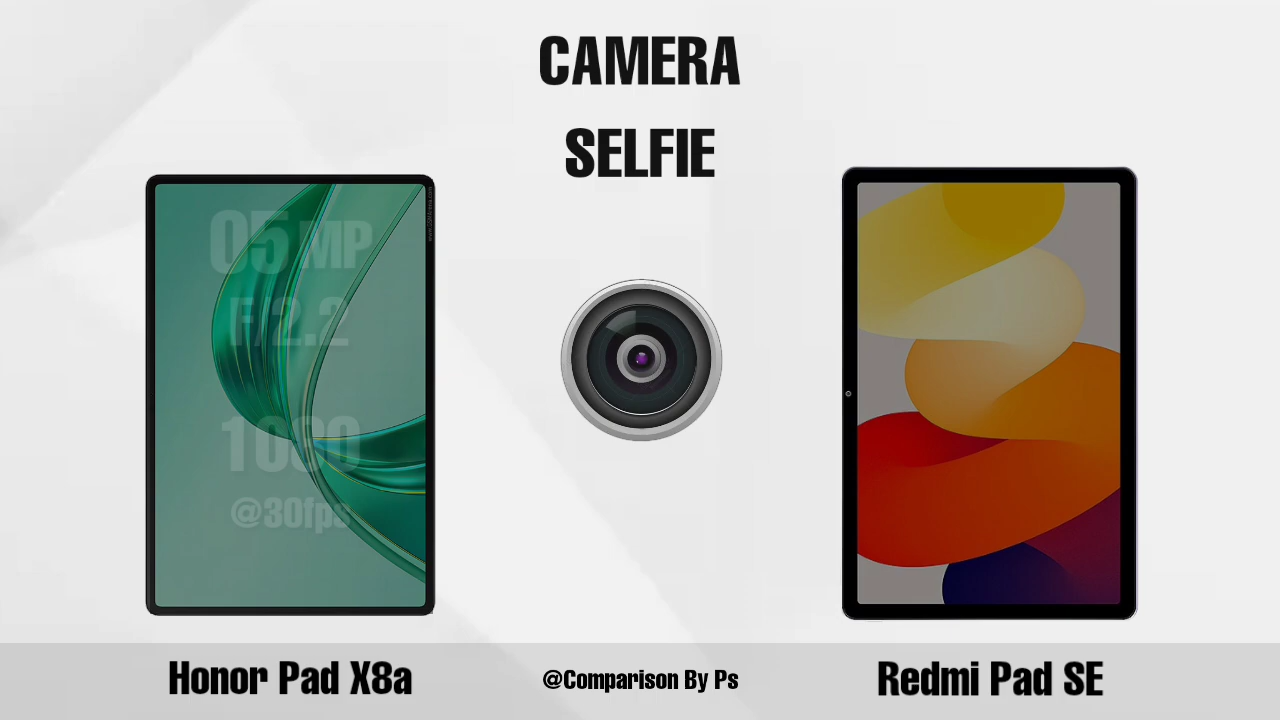 CAMERA
SELFIE
05 MP
F/2.2
1080
@30fps
Honor Pad X8a
@Comparison By Ps
Redmi Pad SE